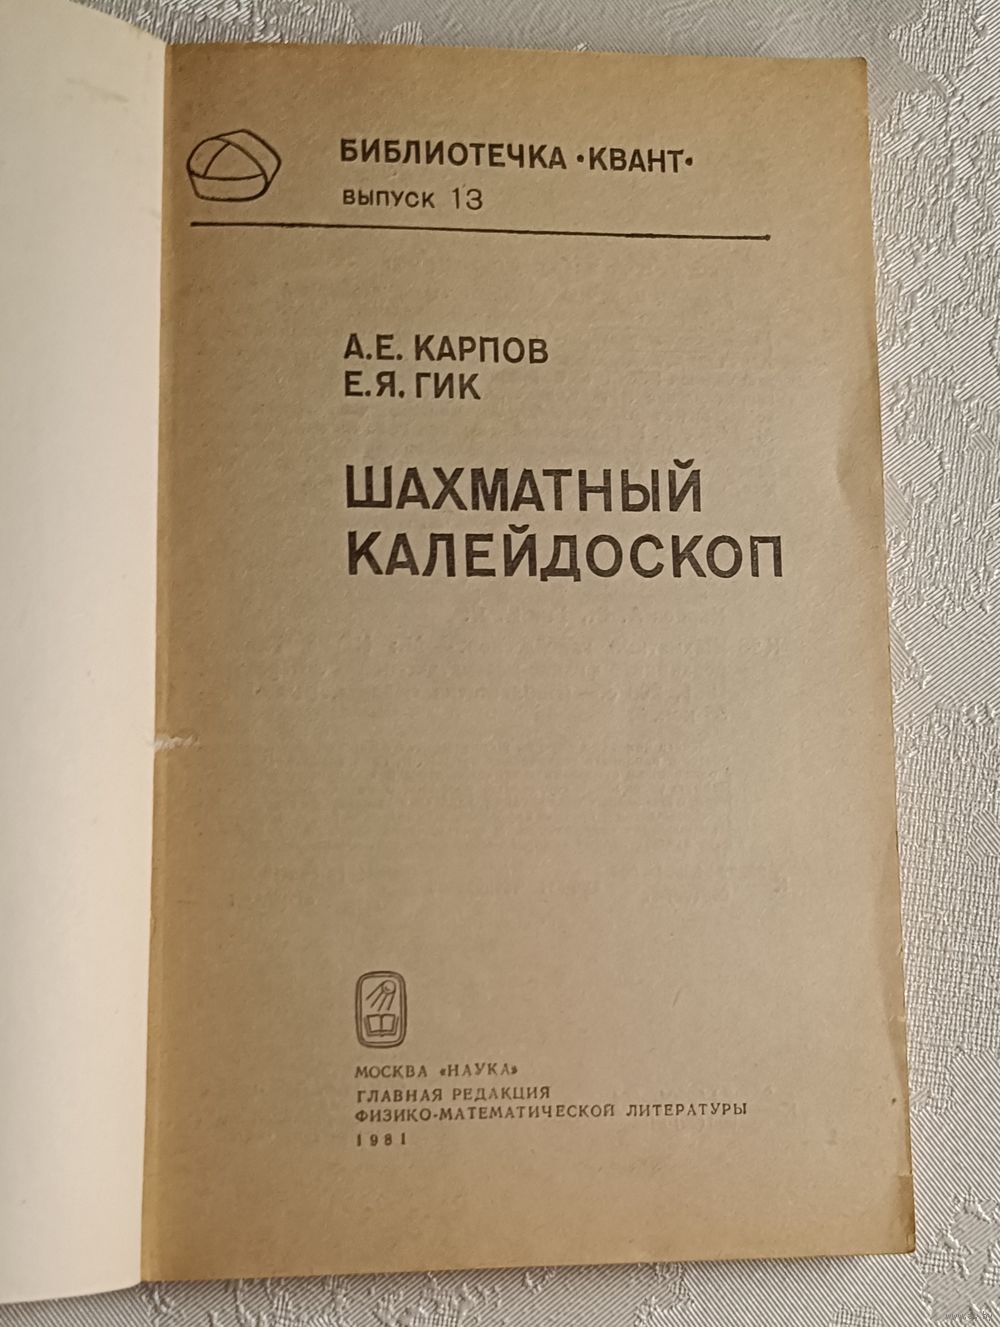 БИБЛИОТЕЧКА •КВАНТ•
ВЫПУСК 13
А.Е. КАРПОВ
Е.Я. ГИК
ШАХМАТНЫЙ
КАЛЕЙДОСКОП
МОСКВА «НАУКА»
ГЛАВНАЯ РЕДАКЦИЯ
ФИЗИКО-МАТЕМАТИЧЕСКОЙ ЛИТЕРАТУРЫ
1981